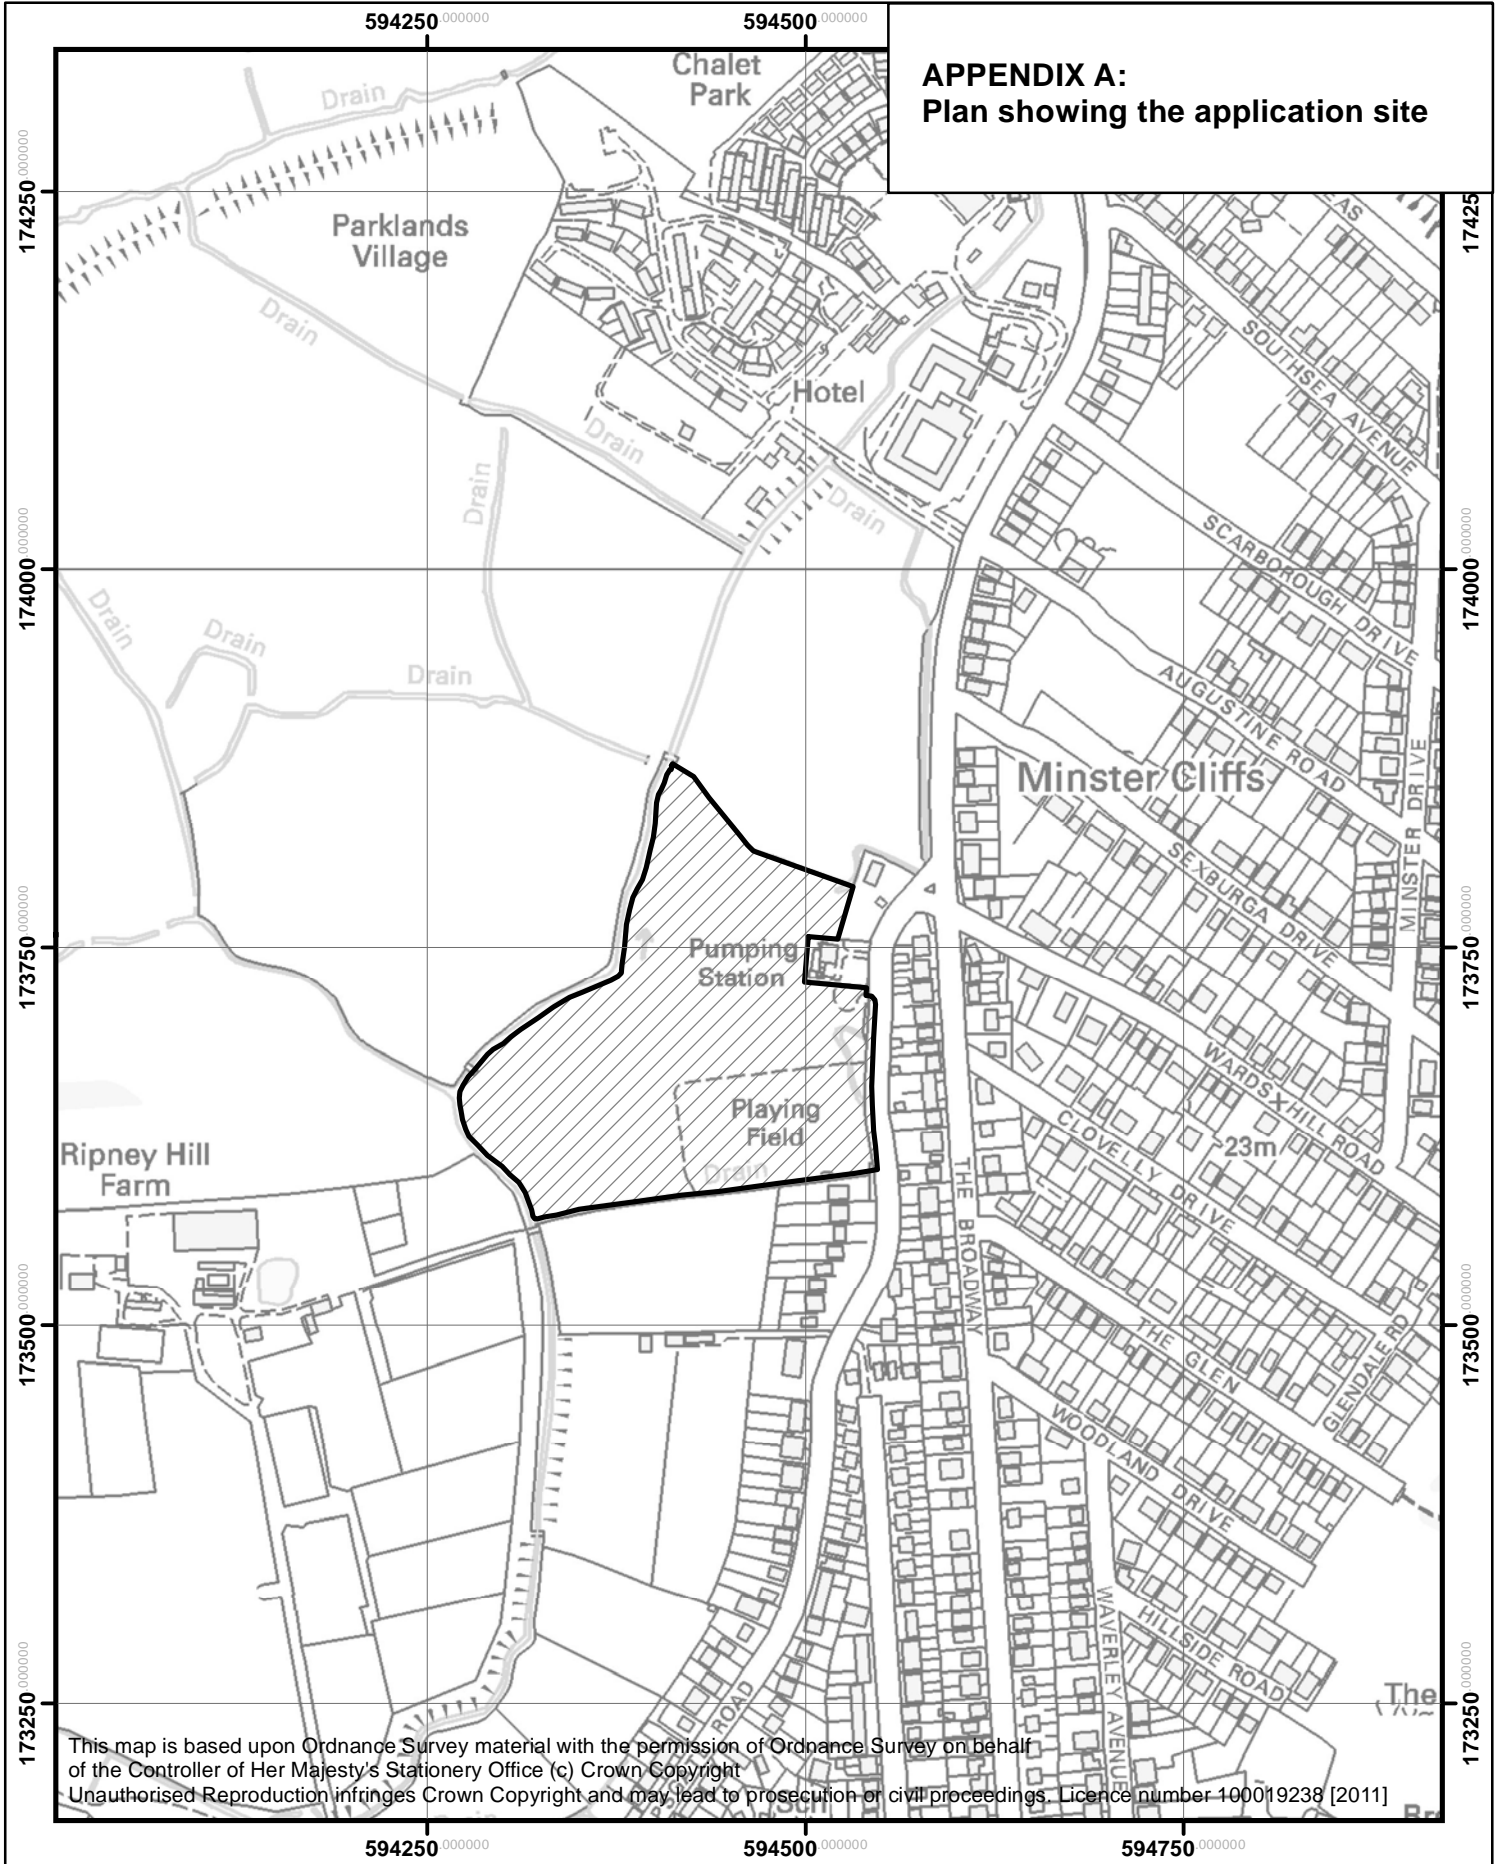 594250.000000
594500.000000
APPENDIX A:
Plan showing the application site
Chalet
Park
Drain
174250.000000
17425
EAS
Parklands
Village
Drain
SOUTHSEA AVENUE
Hotel
Drain
Drain
Drain
SCARBOROUGH DRIVE
174000.000000
174000.000000
Drain
Drain
Drain
AUGUSTINE ROAD
Minster Cliffs
MINSTER DRIVE
SEXBURGA DRIVE
173750.000000
173750.000000
Pumping
Station
WARDS HILL ROAD
Playing
Field
CLOVELLY DRIVE
23m
Ripney Hill
Farm
Drain
THE BROADWAY
173500.000000
173500.000000
THE GLEN
GLENDALE RD
WOODLAND DRIVE
WAVERLEY AVENUE
HILLSIDE ROAD
The
173250.000000
173250.000000
ROAD
This map is based upon Ordnance Survey material with the permission of Ordnance Survey on behalf
of the Controller of Her Majesty's Stationery Office (c) Crown Copyright
Unauthorised Reproduction infringes Crown Copyright and may lead to prosecution or civil proceedings. Licence number 100019238 [2011]
Sch
594250.000000
594500.000000
594750.000000